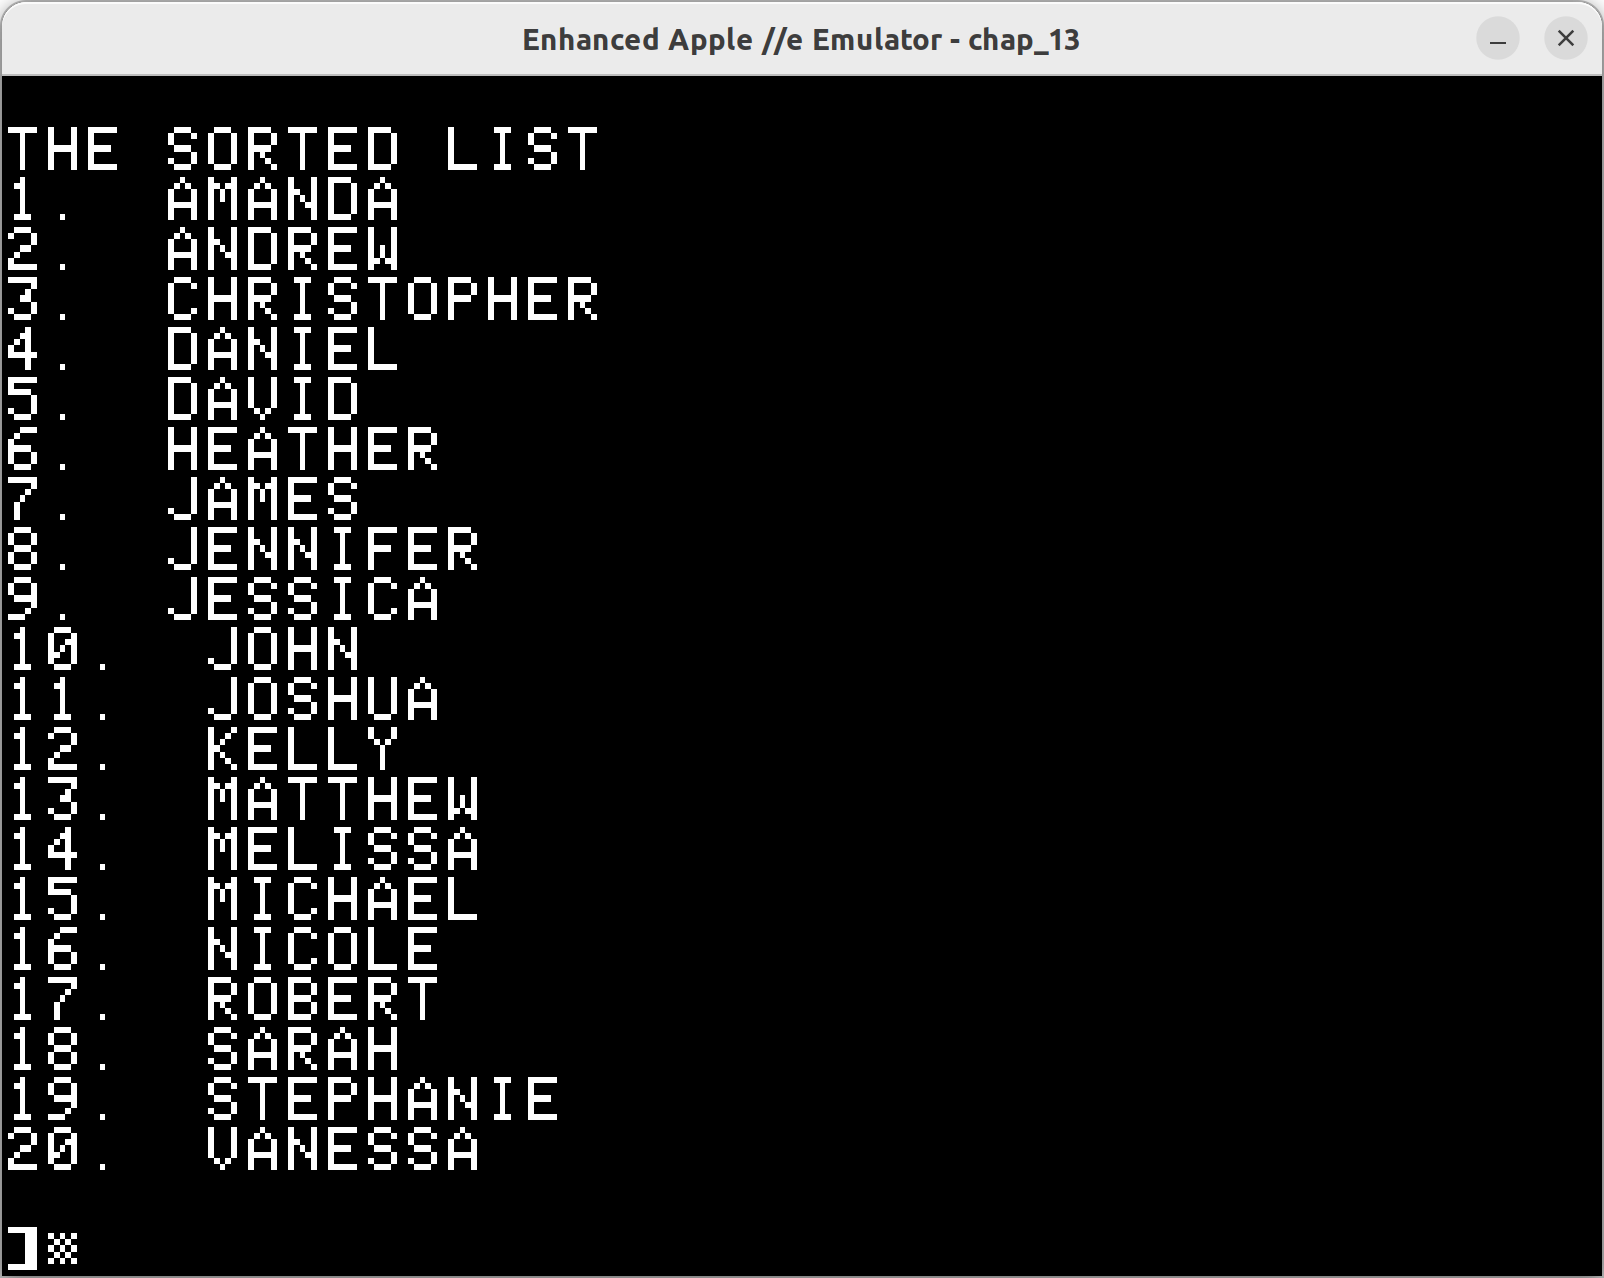 Enhanced Apple //e Emulator - chap_13
THE SORTED LIST
1.  AMANDA
2.  ANDREW
3.  CHRISTOPHER
4.  DANIEL
5.  DAVID
6.  HEATHER
7.  JAMES
8.  JENNIFER
9.  JESSICA
10.  JOHN
11.  JOSHUA
12.  KELLY
13.  MATTHEW
14.  MELISSA
15.  MICHAEL
16.  NICOLE
17.  ROBERT
18.  SARAH
19.  STEPHANIE
20.  VANESSA
]